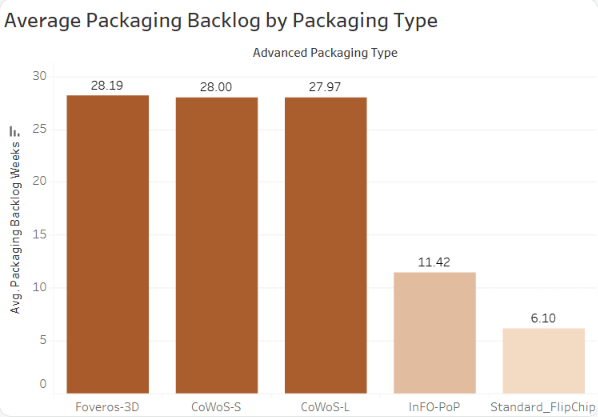 Average Packaging Backlog by Packaging Type
Advanced Packaging Type
Avg. Packaging Backlog Weeks
30
25
20
15
10
5
0
28.19
28.00
27.97
11.42
6.10
Foveros-3D
CoWoS-S
CoWoS-L
InFO-PoP
Standard_FlipChip